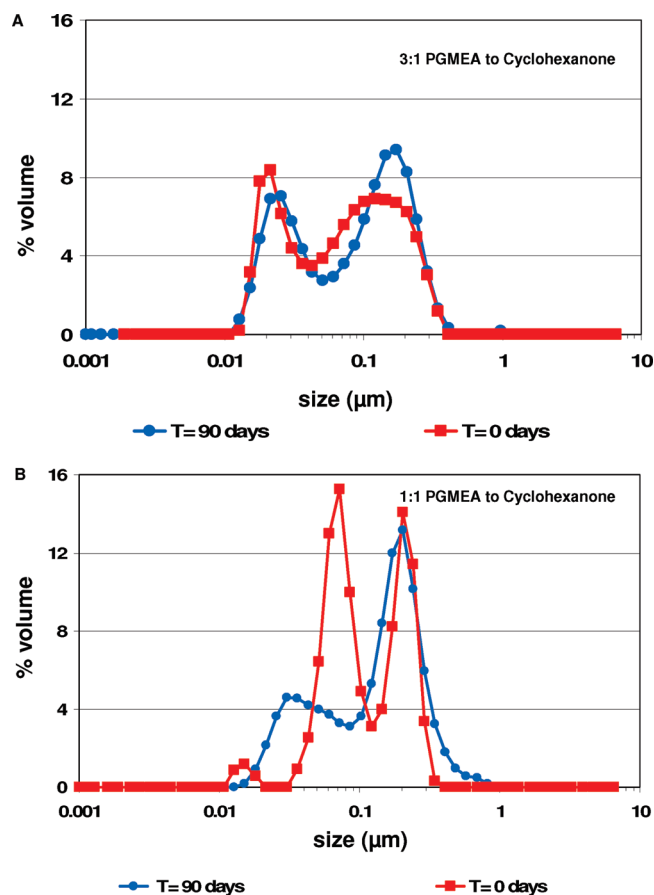 A
16
3:1 PGMEA to Cyclohexanone
12
% volume
8
4
0
0.001 0.01 0.1 1 10
size (μm)
T= 90 days T= 0 days
B
16
1:1 PGMEA to Cyclohexanone
12
% volume
8
4
0
0.001 0.01 0.1 1 10
size (μm)
T= 90 days T= 0 days